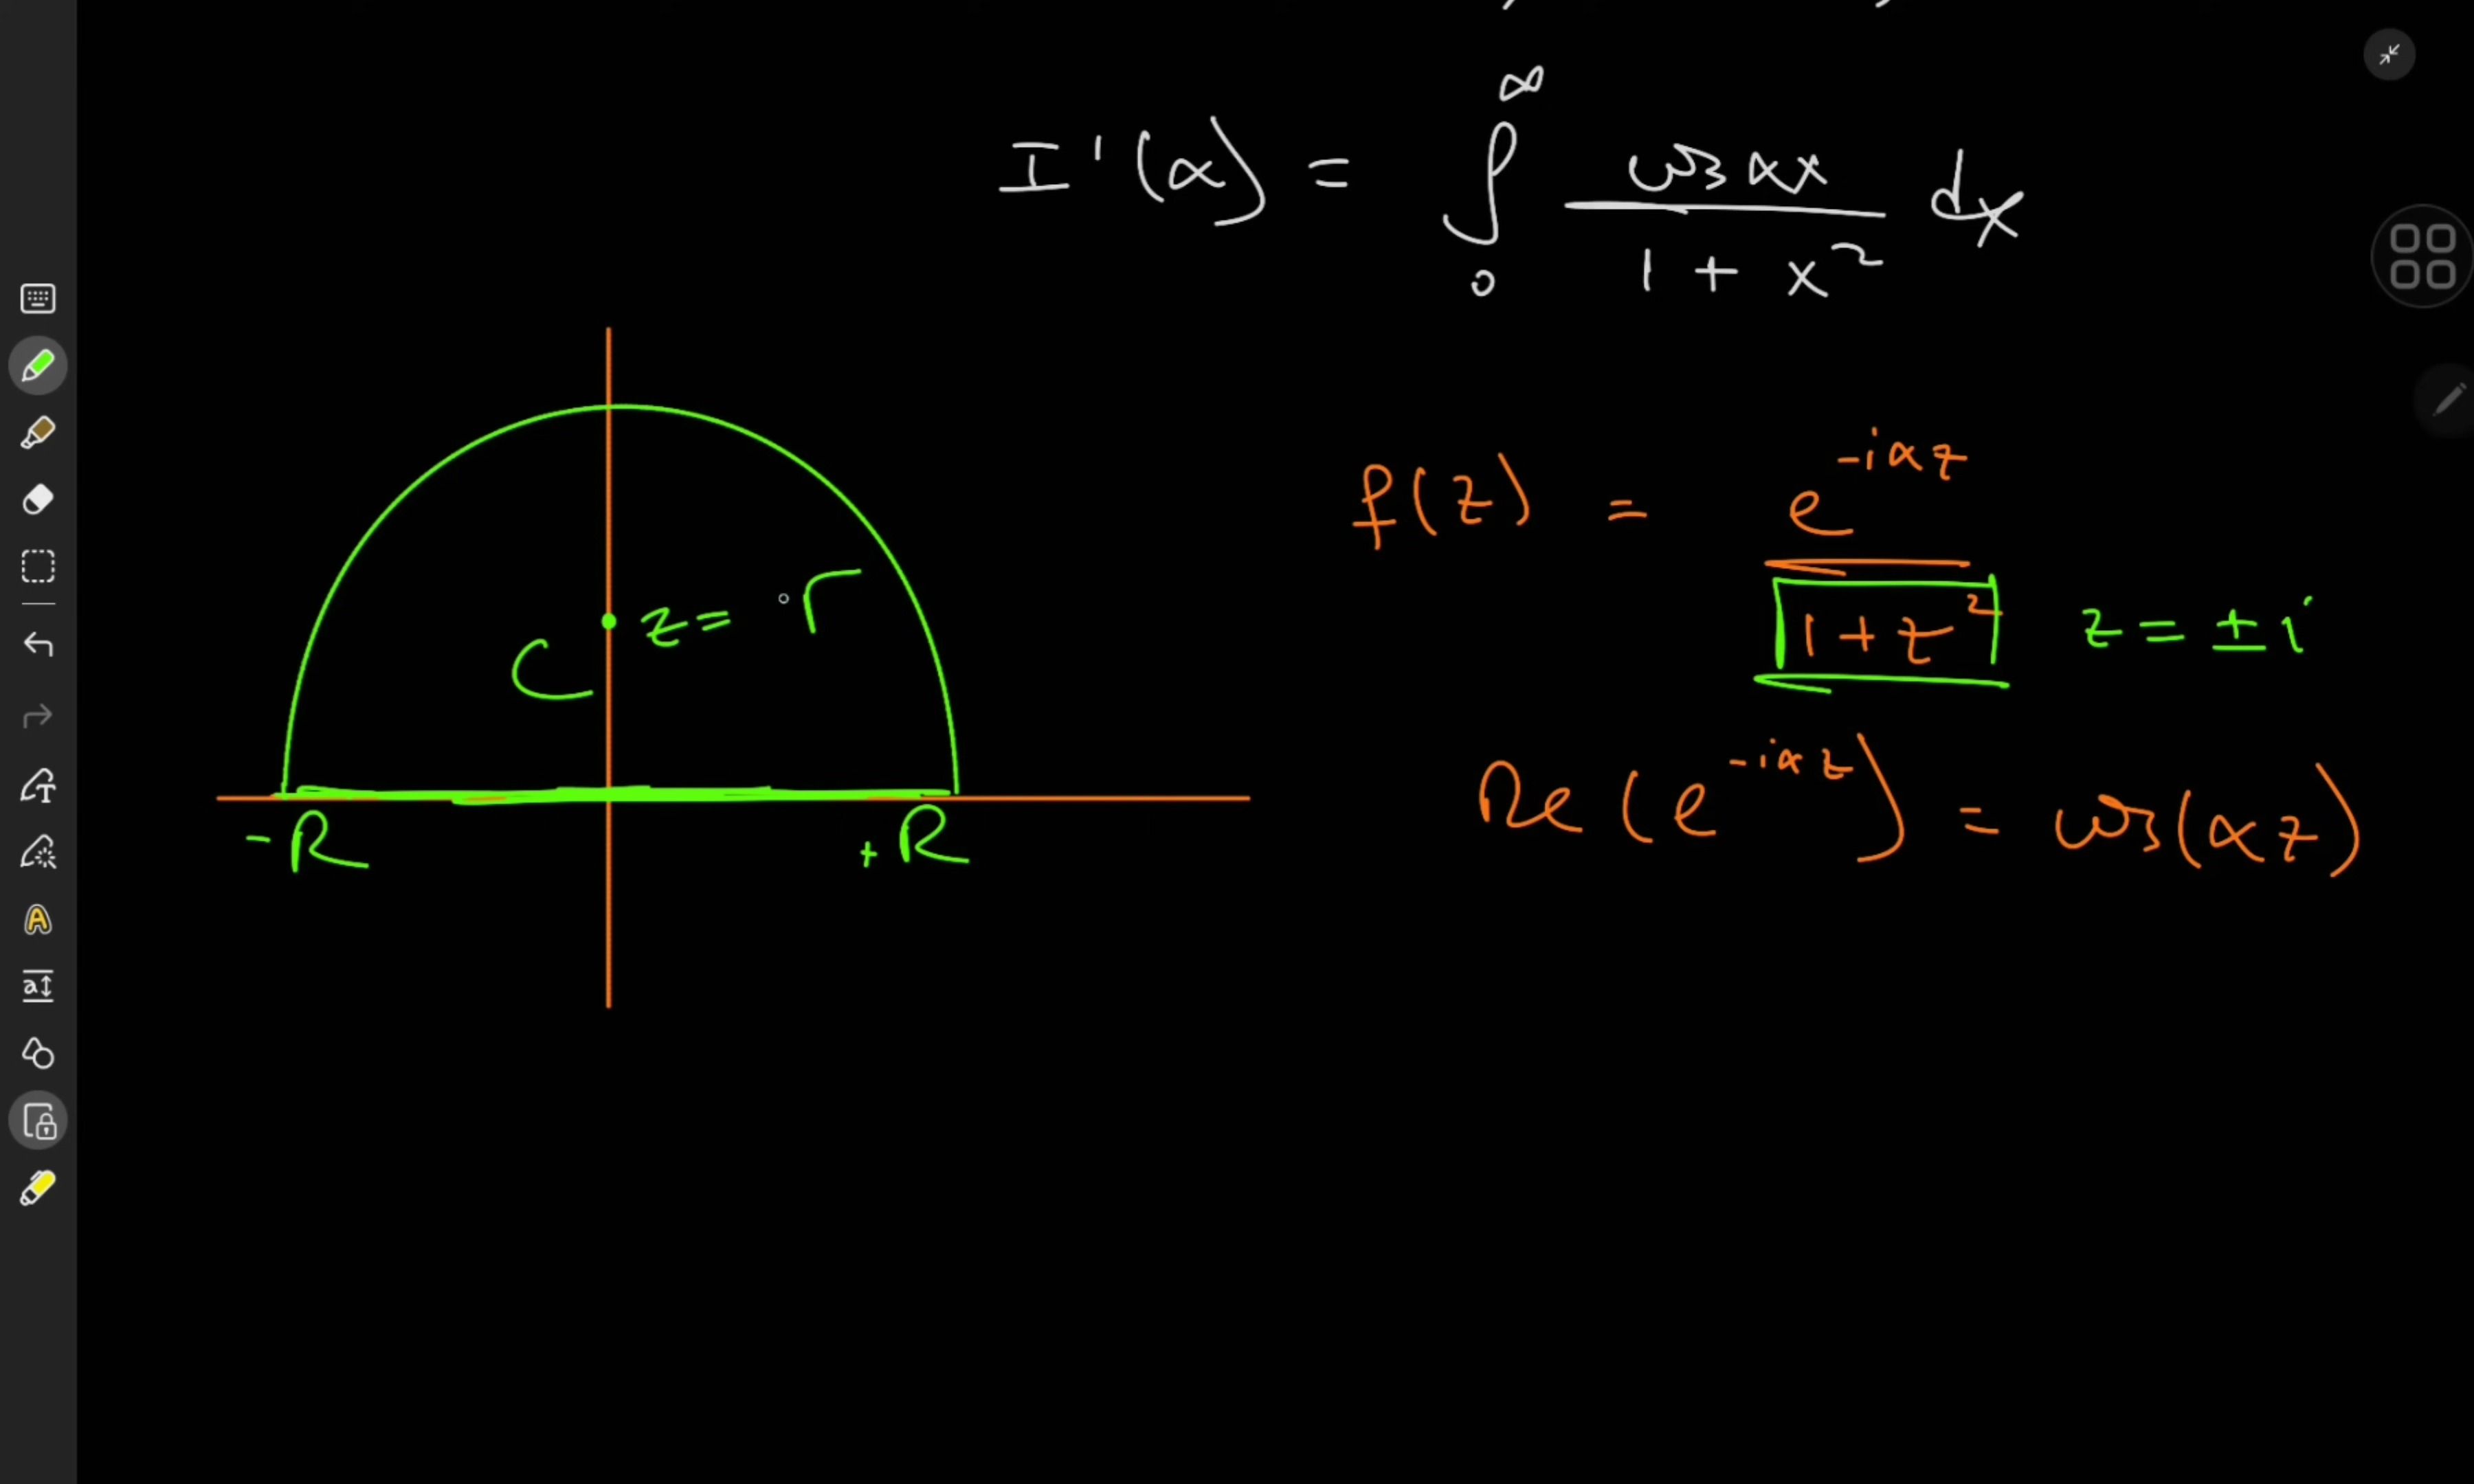 I'(α) = ∫₀^∞ cos αx / (1 + x²) dx
f(z) = e^(-iαz) / (1 + z²)
z = ± i
C z = Γ
Re(e^(-iαz)) = cos(αz)
-R +R